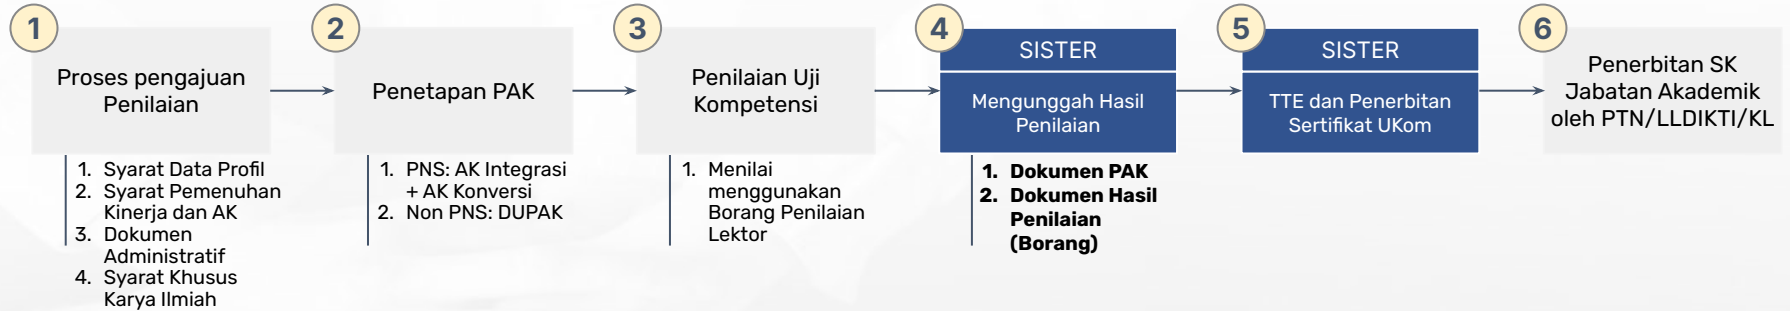 1
Proses pengajuan
Penilaian
1. Syarat Data Profil
2. Syarat Pemenuhan
Kinerja dan AK
3. Dokumen
Administratif
4. Syarat Khusus
Karya Ilmiah
2
Penetapan PAK
1. PNS: AK Integrasi
+ AK Konversi
2. Non PNS: DUPAK
3
Penilaian Uji
Kompetensi
1. Menilai
menggunakan
Borang Penilaian
Lektor
4
SISTER
Mengunggah Hasil
Penilaian
1. Dokumen PAK
2. Dokumen Hasil
Penilaian
(Borang)
5
SISTER
TTE dan Penerbitan
Sertifikat UKom
6
Penerbitan SK
Jabatan Akademik
oleh PTN/LLDIKTI/KL